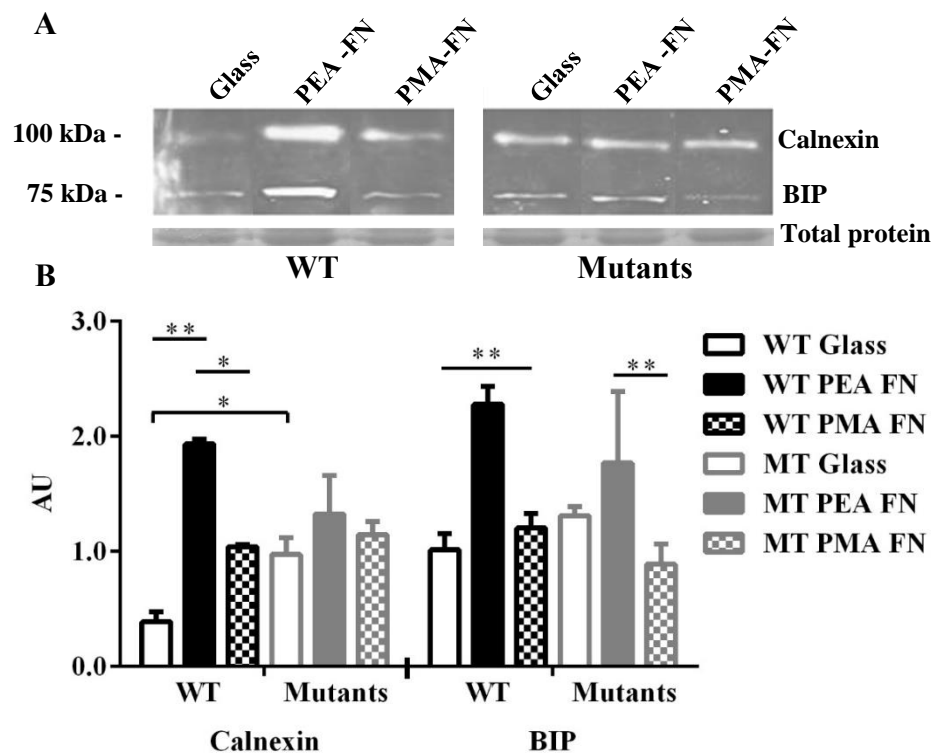 A
Glass
PEA -FN
PMA-FN
Glass
PEA-FN
PMA-FN
100 kDa -
Calnexin
75 kDa -
BIP
Total protein
WT
Mutants
B
3.0
2.0
1.0
0.0
AU
**
*
*
**
**
WT Glass
WT PEA FN
WT PMA FN
MT Glass
MT PEA FN
MT PMA FN
WT
Mutants
WT
Mutants
Calnexin
BIP